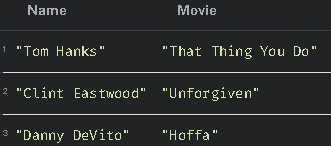 Name Movie
1 "Tom Hanks" "That Thing You Do"
2 "Clint Eastwood" "Unforgiven"
3 "Danny DeVito" "Hoffa"